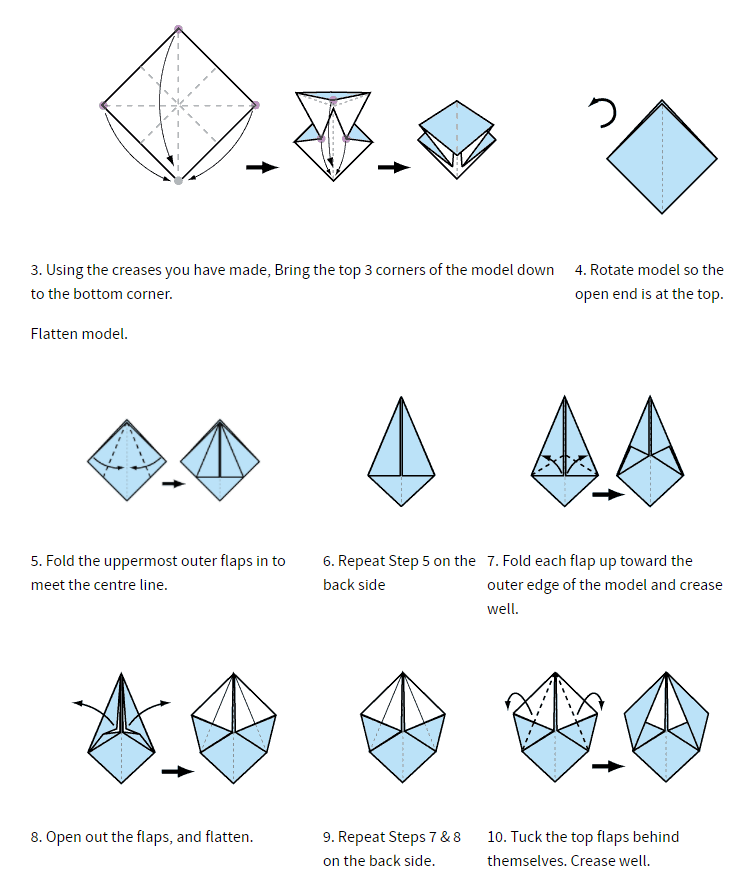 3. Using the creases you have made, Bring the top 3 corners of the model down
to the bottom corner.
Flatten model.
4. Rotate model so the
open end is at the top.
5. Fold the uppermost outer flaps in to
meet the centre line.
6. Repeat Step 5 on the
back side
7. Fold each flap up toward the
outer edge of the model and crease
well.
8. Open out the flaps, and flatten.
9. Repeat Steps 7 & 8
on the back side.
10. Tuck the top flaps behind
themselves. Crease well.